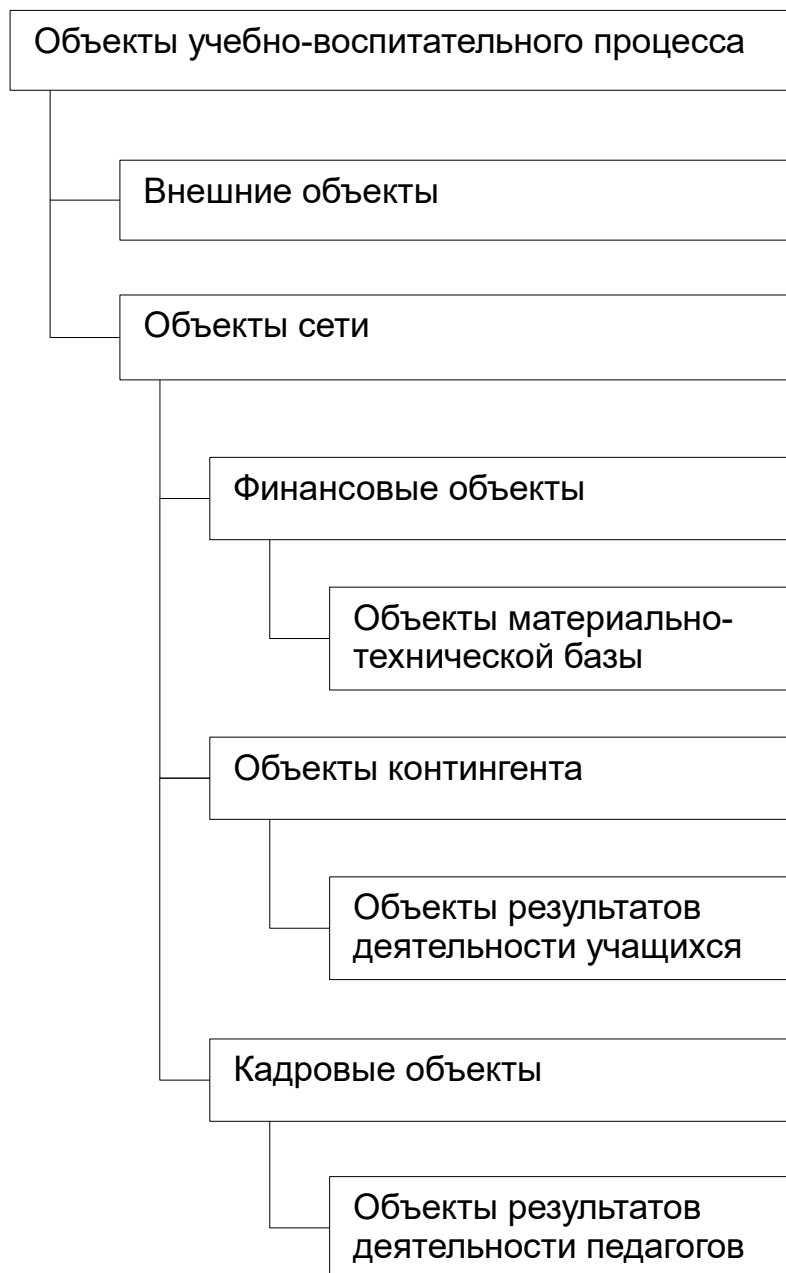 Объекты учебно-воспитательного процесса
Внешние объекты
Объекты сети
Финансовые объекты
Объекты материально-
технической базы
Объекты контингента
Объекты результатов
деятельности учащихся
Кадровые объекты
Объекты результатов
деятельности педагогов